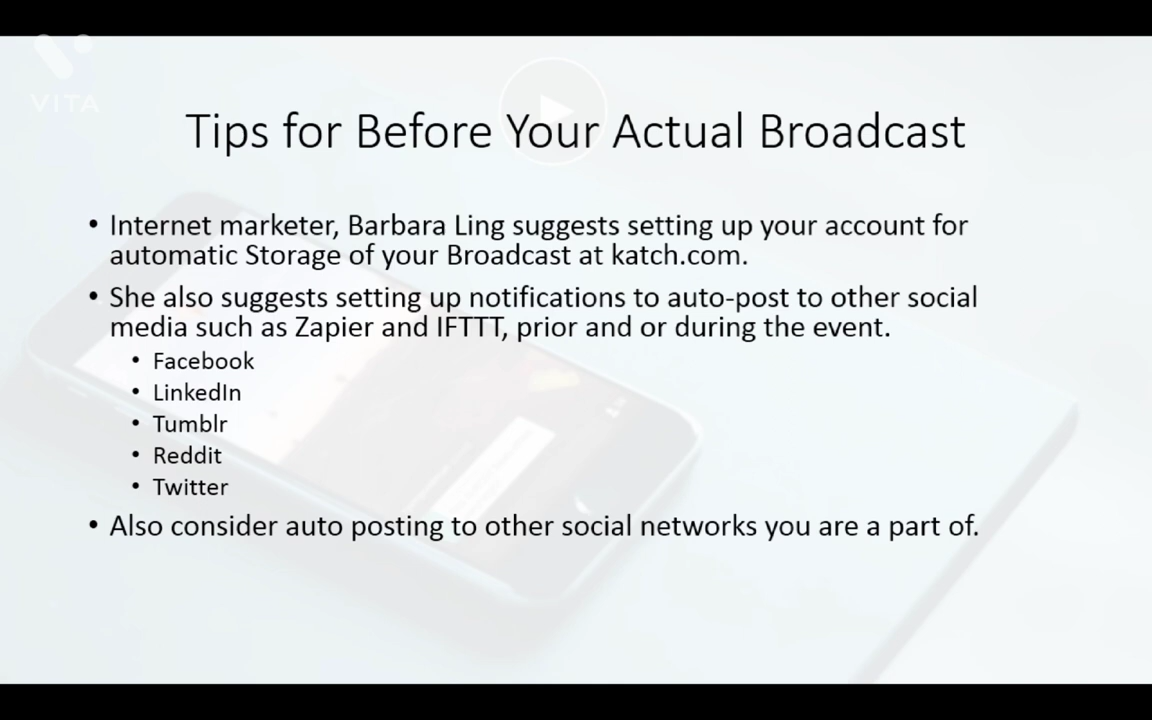 VITA
Tips for Before Your Actual Broadcast
• Internet marketer, Barbara Ling suggests setting up your account for
automatic Storage of your Broadcast at katch.com.
• She also suggests setting up notifications to auto-post to other social
media such as Zapier and IFTTT, prior and or during the event.
• Facebook
• LinkedIn
• Tumblr
• Reddit
• Twitter
• Also consider auto posting to other social networks you are a part of.